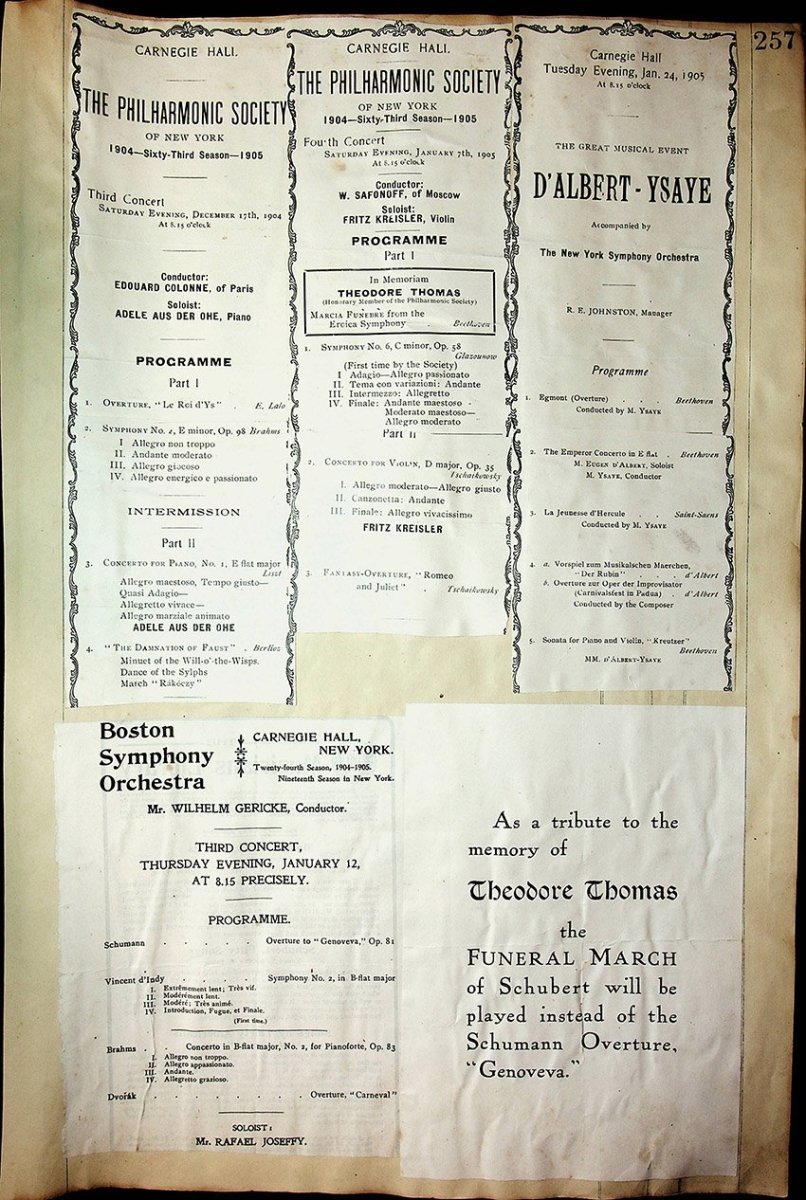 257
CARNEGIE HALL.
THE PHILHARMONIC SOCIETY
OF NEW YORK
1904—Sixty-Third Season—1905
Third Concert
SATURDAY EVENING, DECEMBER 17th, 1904
At 8.15 o'clock
Conductor:
EDOUARD COLONNE, of Paris
Soloist:
ADELE AUS DER OHE, Piano
PROGRAMME
Part I
1. OVERTURE, "Le Roi d'Ys" . E. Lalo
2. SYMPHONY No. 4, E minor, Op. 98 Brahms
I Allegro non troppo
II. Andante moderato
III. Allegro giocoso
IV. Allegro energico e passionato
INTERMISSION
Part II
3. CONCERTO FOR PIANO, No. 1, E flat major
Liszt
Allegro maestoso, Tempo giusto—
Quasi Adagio—
Allegretto vivace—
Allegro marziale animato
ADELE AUS DER OHE
4. "THE DAMNATION OF FAUST" . Berlioz
Minuet of the Will-o'-the-Wisps.
Dance of the Sylphs
March "Rákóczy"
CARNEGIE HALL.
THE PHILHARMONIC SOCIETY
OF NEW YORK
1904—Sixty-Third Season—1905
Fourth Concert
SATURDAY EVENING, JANUARY 7th, 1905
At 8.15 o'clock
Conductor:
W. SAFONOFF, of Moscow
Soloist:
FRITZ KREISLER, Violin
PROGRAMME
Part I
In Memoriam
THEODORE THOMAS
(Honorary Member of the Philharmonic Society)
MARCIA FUNEBRE from the
Eroica Symphony . Beethoven
1. SYMPHONY No. 6, C minor, Op. 58
Glazounow
(First time by the Society)
I Adagio—Allegro passionato
II. Tema con variazioni: Andante
III. Intermezzo: Allegretto
IV. Finale: Andante maestoso -
Moderato maestoso—
Allegro moderato
Part II
2. CONCERTO FOR VIOLIN, D major, Op. 35
Tschaikowsky
I. Allegro moderato—Allegro giusto
II. Canzonetta: Andante
III. Finale: Allegro vivacissimo
FRITZ KREISLER
3. FANTASY-OVERTURE, "Romeo
and Juliet" . Tschaikowsky
Carnegie Hall
Tuesday Evening, Jan. 24, 1905
At 8.15 o'clock
THE GREAT MUSICAL EVENT
D'ALBERT - YSAYE
Accompanied by
The New York Symphony Orchestra
R. E. JOHNSTON, Manager
Programme
1. Egmont (Overture) . . Beethoven
Conducted by M. YSAYE
2. The Emperor Concerto in E flat . Beethoven
M. EUGEN D'ALBERT, Soloist
M. YSAYE, Conductor
3. La Jeunesse d'Hercule . . Saint-Saens
Conducted by M. YSAYE
4. a. Vorspiel zum Musikalschen Maerchen,
"Der Rubin" . . . d'Albert
b. Overture zur Oper der Improvisator
(Carnivalsfest in Padua) . d'Albert
Conducted by the Composer
5. Sonata for Piano and Violin, "Kreutzer"
Beethoven
MM. D'ALBERT-YSAYE
Boston
Symphony
Orchestra
CARNEGIE HALL,
NEW YORK.
Twenty-fourth Season, 1904-1905.
Nineteenth Season in New York.
Mr. WILHELM GERICKE, Conductor.
THIRD CONCERT,
THURSDAY EVENING, JANUARY 12,
AT 8.15 PRECISELY.
PROGRAMME.
Schumann . . . . . Overture to "Genoveva," Op. 81
Vincent d'Indy . . . . Symphony No. 2, in B-flat major
I. Extrêmement lent; Très vif.
II. Modérément lent.
III. Modéré; Très animé.
IV. Introduction, Fugue, et Finale.
(First time.)
Brahms . . Concerto in B-flat major, No. 2, for Pianoforte, Op. 83
I. Allegro non troppo.
II. Allegro appassionato.
III. Andante.
IV. Allegretto grazioso.
Dvořák . . . . . . . Overture, "Carneval"
SOLOIST:
Mr. RAFAEL JOSEFFY.
As a tribute to the
memory of
Theodore Thomas
the
FUNERAL MARCH
of Schubert will be
played instead of the
Schumann Overture,
"Genoveva."